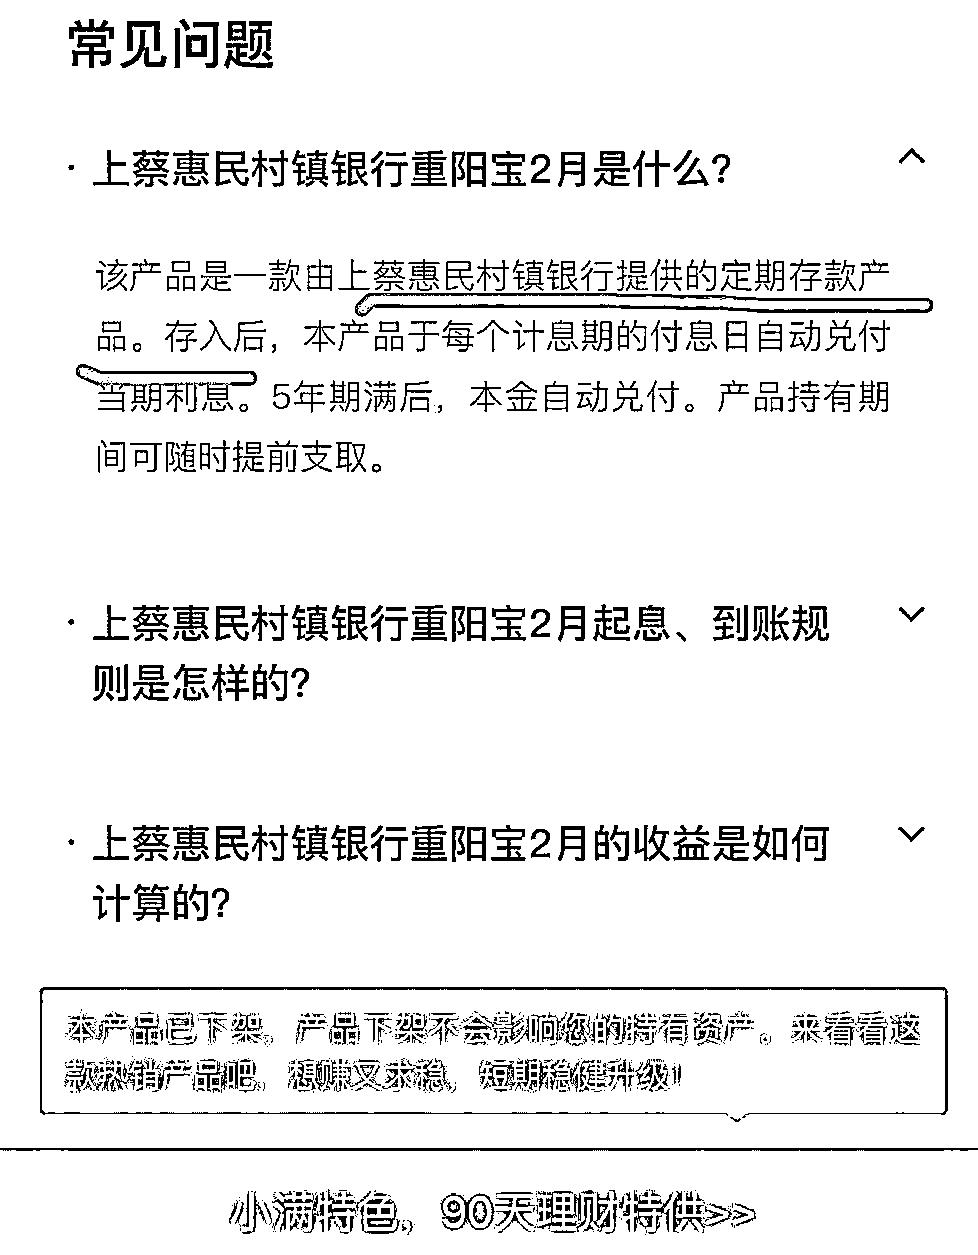 常见问题
· 上蔡惠民村镇银行重阳宝2月是什么?
该产品是一款由上蔡惠民村镇银行提供的定期存款产
品。存入后，本产品于每个计息期的付息日自动兑付
当期利息。5年期满后，本金自动兑付。产品持有期
间可随时提前支取。
· 上蔡惠民村镇银行重阳宝2月起息、到账规
则是怎样的?
· 上蔡惠民村镇银行重阳宝2月的收益是如何
计算的?
本产品已下架。产品下架不会影响您的持有资产。来看看这
款热销产品吧，想赚又求稳，短期稳健升级!
小满特色，90天理财特供>>